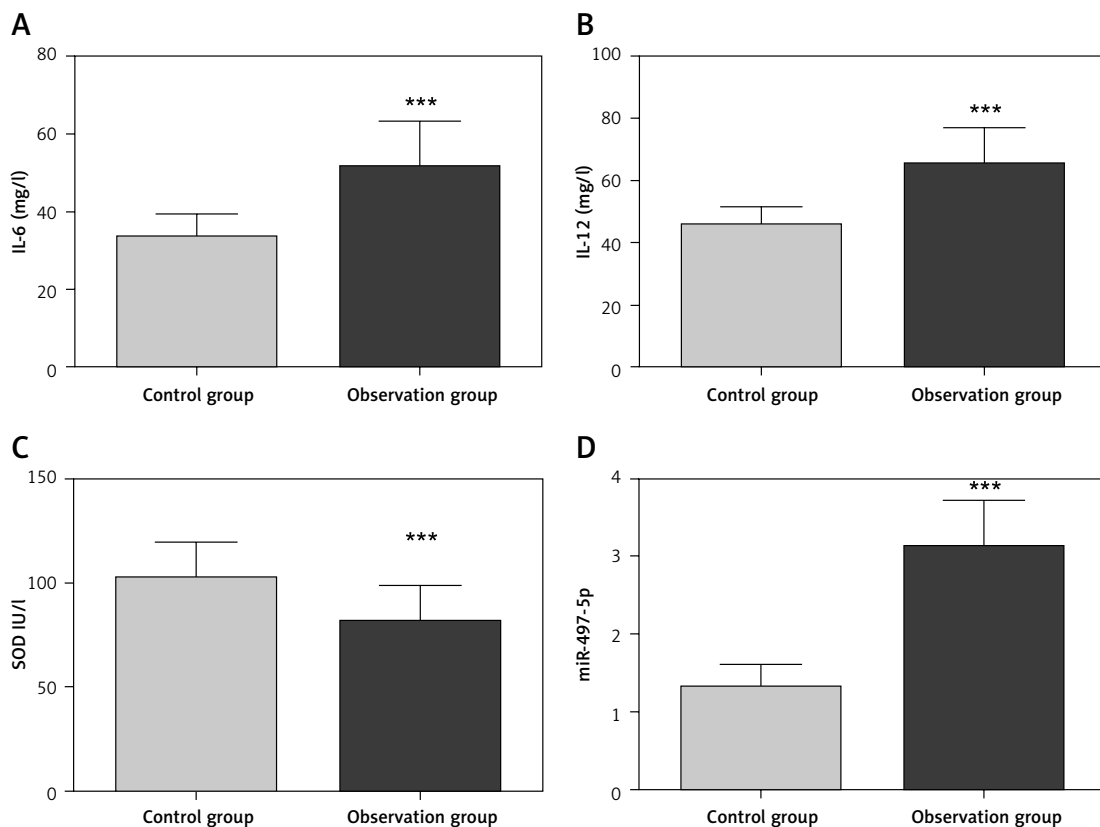 A
80
60
40
20
0
IL-6 (mg/l)
***
Control group
Observation group
B
100
80
60
40
20
0
IL-12 (mg/l)
***
Control group
Observation group
C
150
100
50
0
SOD IU/l
***
Control group
Observation group
D
4
3
2
1
0
miR-497-5p
***
Control group
Observation group